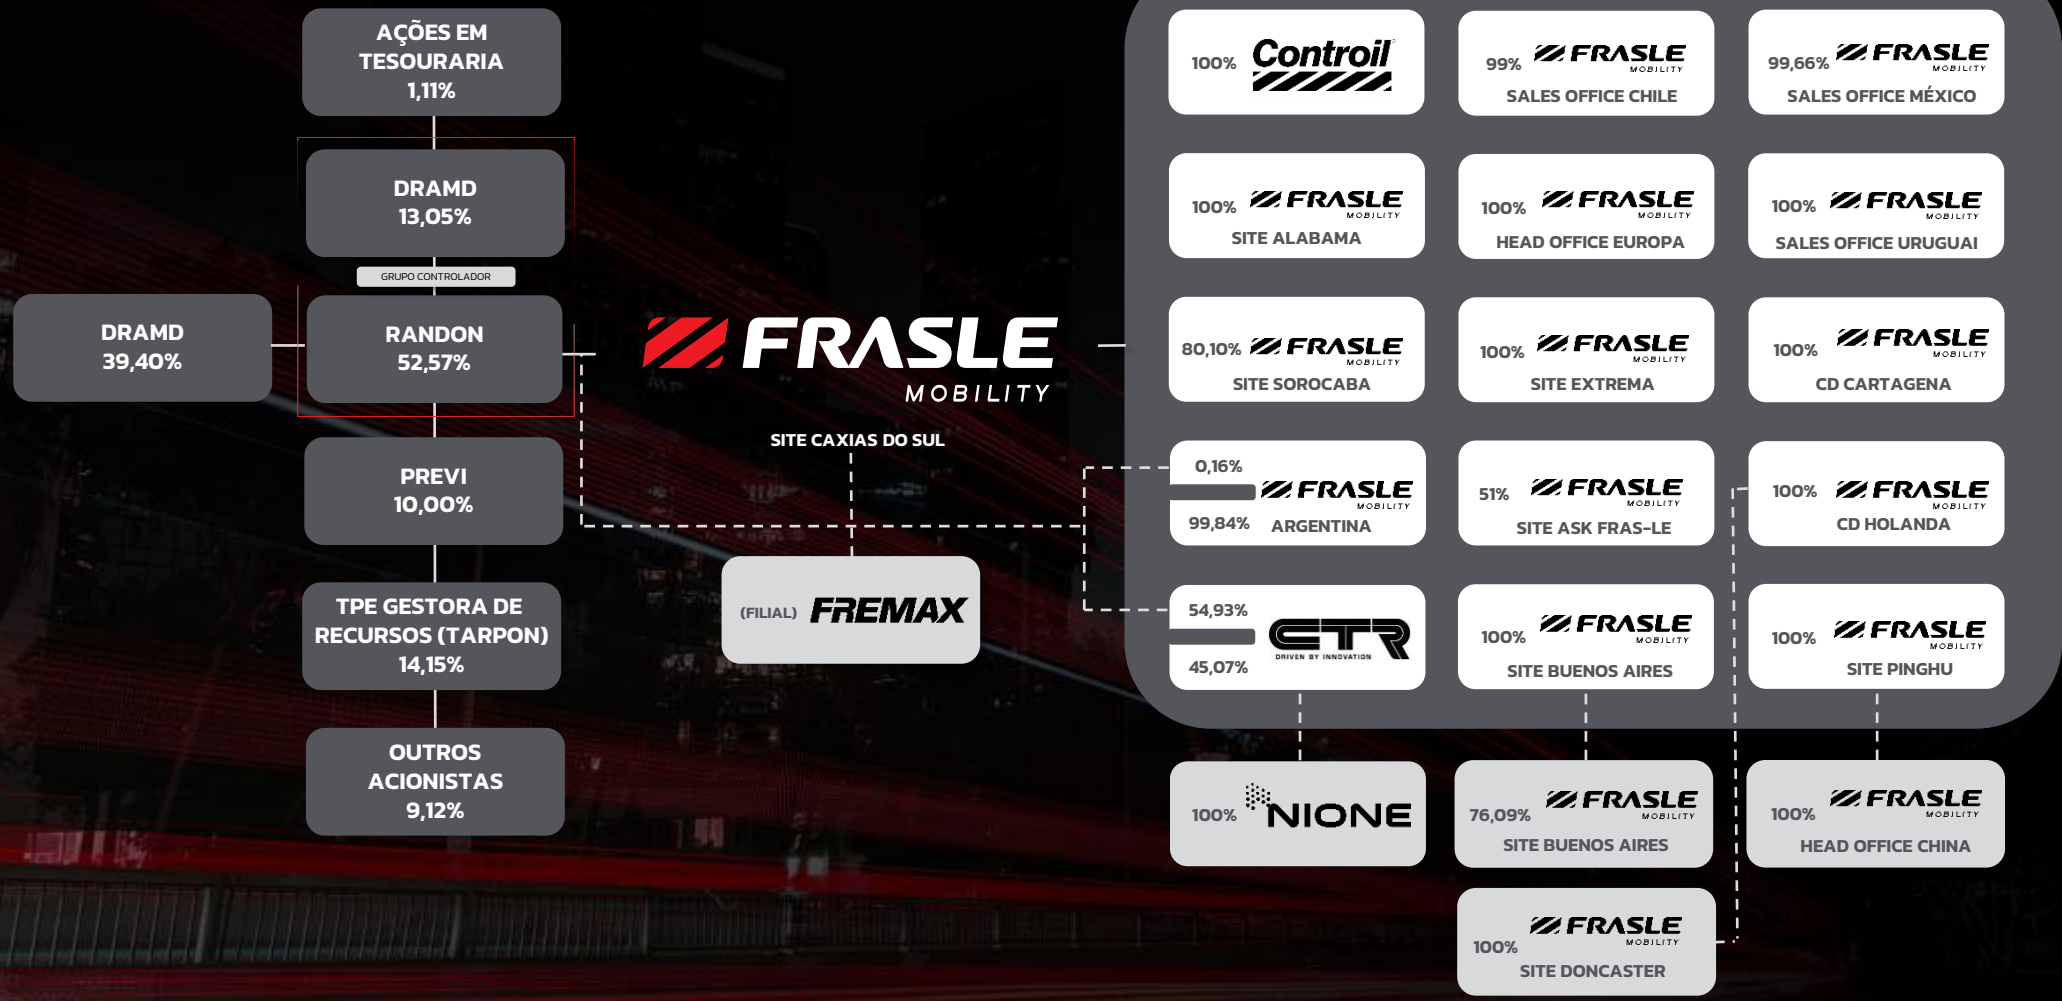 AÇÕES EM
TESOURARIA
1,11%
DRAMD
13,05%
GRUPO CONTROLADOR
DRAMD
39,40%
RANDON
52,57%
PREVI
10,00%
TPE GESTORA DE
RECURSOS (TARPON)
14,15%
OUTROS
ACIONISTAS
9,12%
FRASLE
MOBILITY
SITE CAXIAS DO SUL
(FILIAL) FREMAX
100% Controil
99% FRASLE
MOBILITY
SALES OFFICE CHILE
99,66% FRASLE
MOBILITY
SALES OFFICE MÉXICO
100% FRASLE
MOBILITY
SITE ALABAMA
100% FRASLE
MOBILITY
HEAD OFFICE EUROPA
100% FRASLE
MOBILITY
SALES OFFICE URUGUAI
80,10% FRASLE
MOBILITY
SITE SOROCABA
100% FRASLE
MOBILITY
SITE EXTREMA
100% FRASLE
MOBILITY
CD CARTAGENA
0,16%
FRASLE
MOBILITY
99,84% ARGENTINA
51% FRASLE
MOBILITY
SITE ASK FRAS-LE
100% FRASLE
MOBILITY
CD HOLANDA
54,93%
CTR
DRIVEN BY INNOVATION
45,07%
100% FRASLE
MOBILITY
SITE BUENOS AIRES
100% FRASLE
MOBILITY
SITE PINGHU
100% NIONE
76,09% FRASLE
MOBILITY
SITE BUENOS AIRES
100% FRASLE
MOBILITY
HEAD OFFICE CHINA
100% FRASLE
MOBILITY
SITE DONCASTER